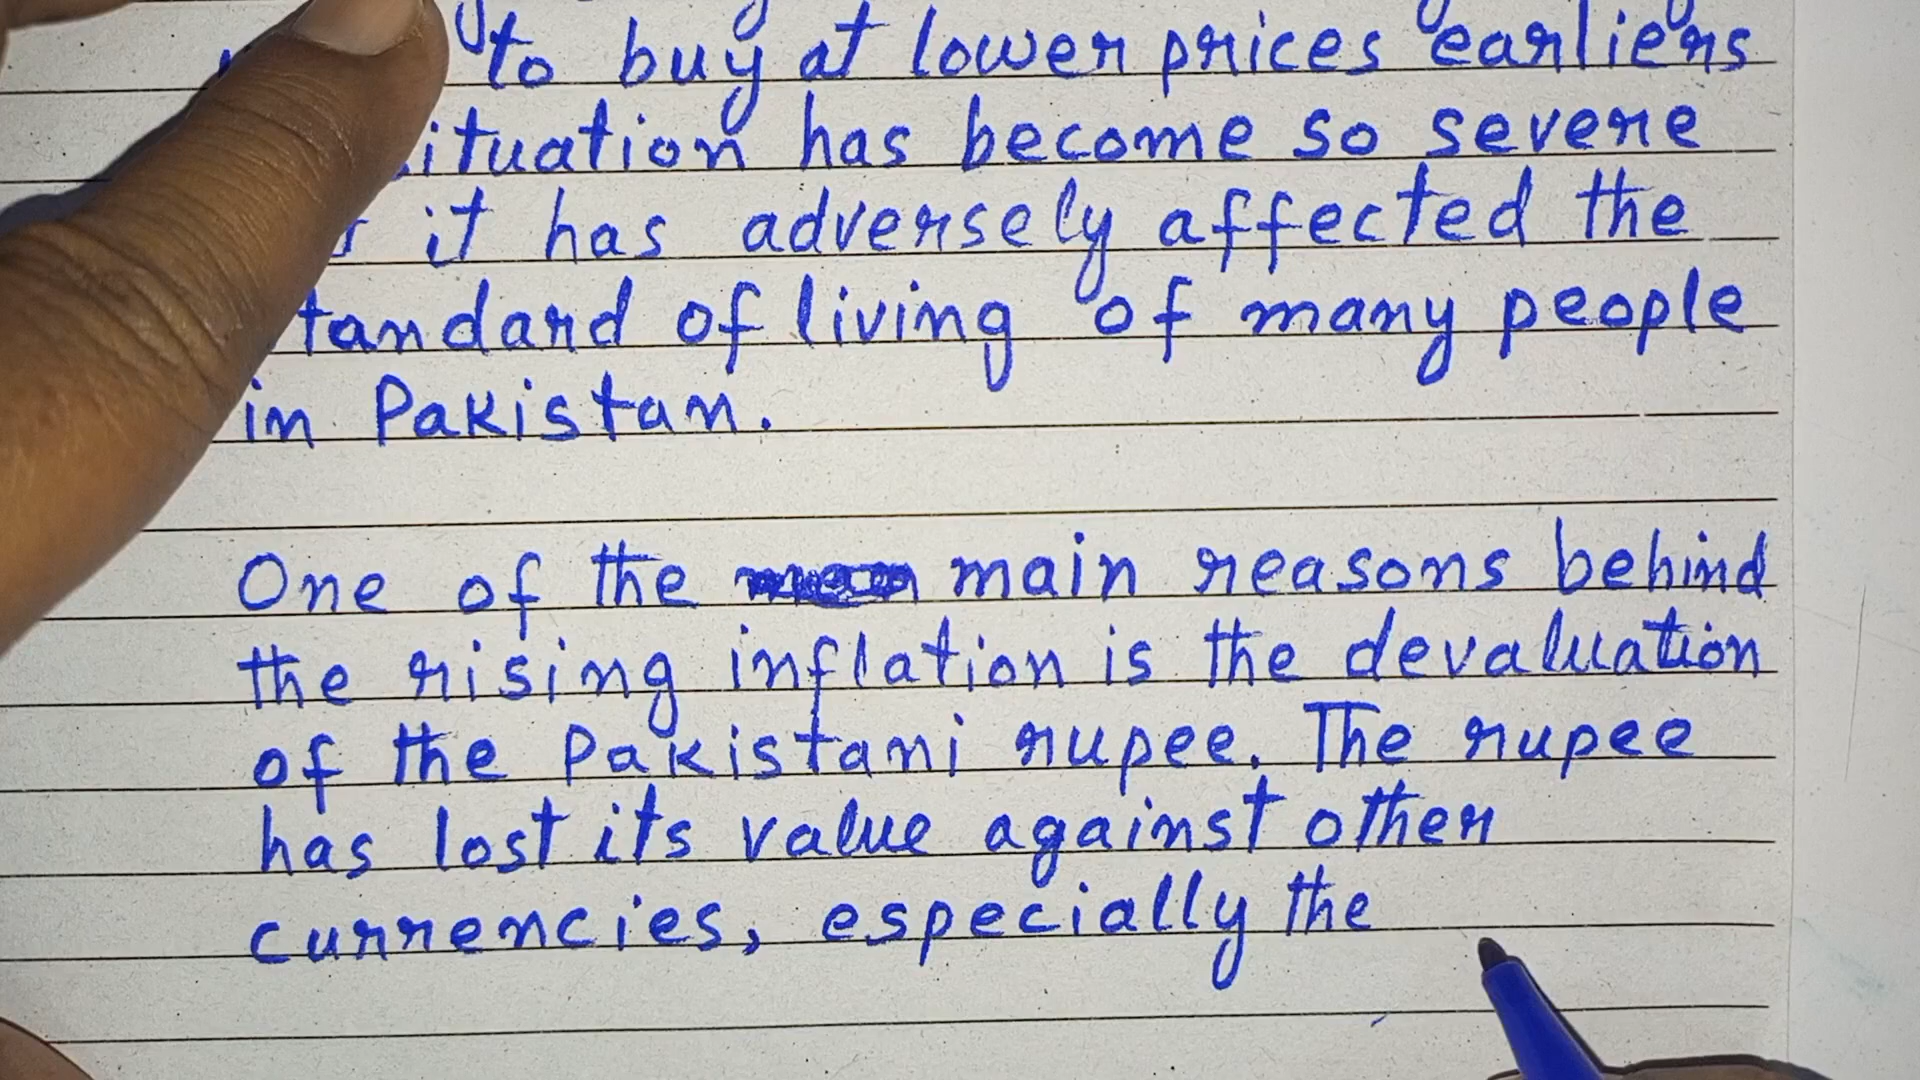 to buy at lower prices earliers
ituation has become so severe
it has adversely affected the
tandard of living of many people
in Pakistan.
One of the main reasons behind
the rising inflation is the devaluation
of the Pakistani rupee. The rupee
has lost its value against other
currencies, especially the